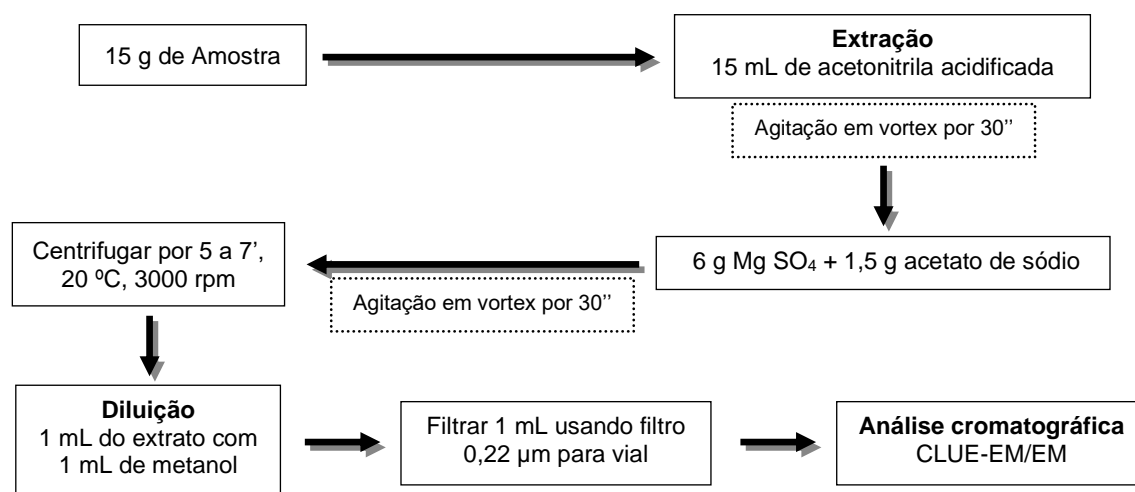 15 g de Amostra
Extração
15 mL de acetonitrila acidificada
Agitação em vortex por 30’’
6 g Mg SO₄ + 1,5 g acetato de sódio
Agitação em vortex por 30’’
Centrifugar por 5 a 7’,
20 ºC, 3000 rpm
Diluição
1 mL do extrato com
1 mL de metanol
Filtrar 1 mL usando filtro
0,22 µm para vial
Análise cromatográfica
CLUE-EM/EM